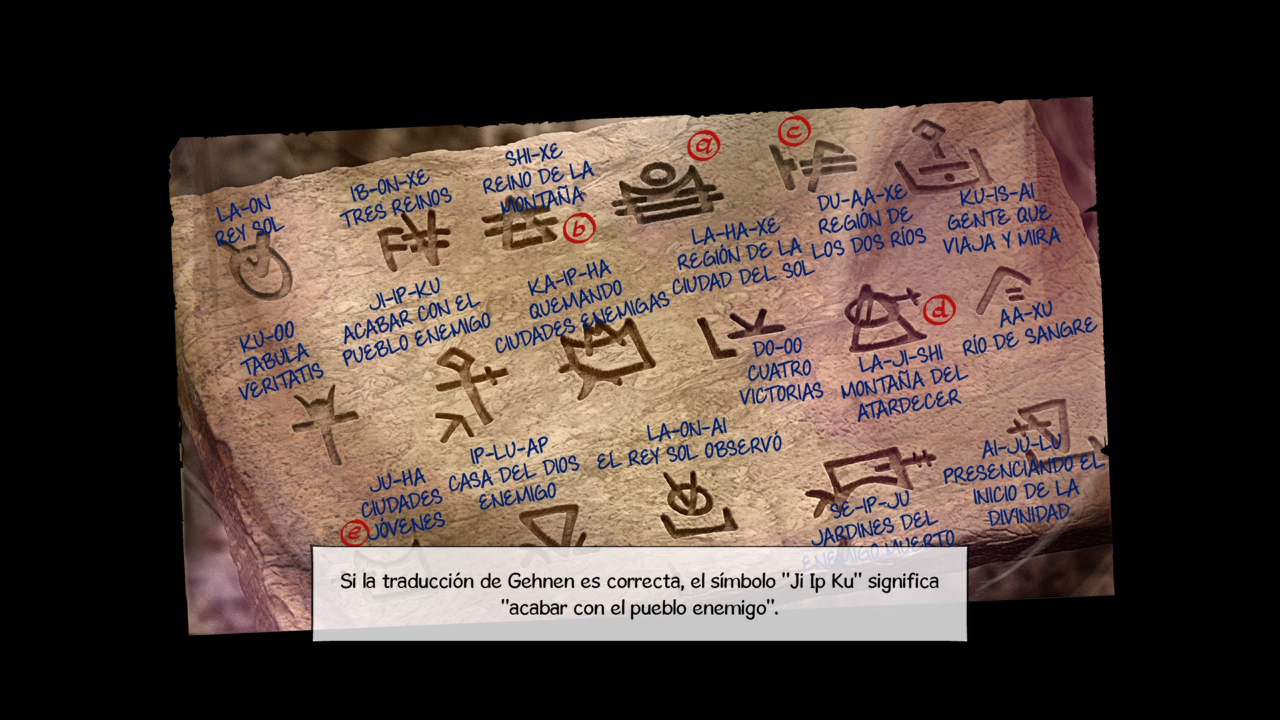 LA-ON
REY SOL
IB-ON-XE
TRES REINOS
SHI-XE
REINO DE LA
MONTAÑA
b
a
LA-HA-XE
REGIÓN DE LA
CIUDAD DEL SOL
c
DU-AA-XE
REGIÓN DE
LOS DOS RÍOS
KU-IS-AI
GENTE QUE
VIAJA Y MIRA
KU-OO
TABULA
VERITATIS
JI-IP-KU
ACABAR CON EL
PUEBLO ENEMIGO
KA-IP-HA
QUEMANDO
CIUDADES ENEMIGAS
DO-OO
CUATRO
VICTORIAS
d
LA-JI-SHI
MONTAÑA DEL
ATARDECER
AA-XU
RÍO DE SANGRE
e
JU-HA
CIUDADES
JÓVENES
IP-LU-AP
CASA DEL DIOS
ENEMIGO
LA-ON-AI
EL REY SOL OBSERVÓ
SE-IP-JU
JARDINES DEL
ENEMIGO MUERTO
AI-JU-LU
PRESENCIANDO EL
INICIO DE LA
DIVINIDAD
Si la traducción de Gehnen es correcta, el símbolo "Ji Ip Ku" significa
"acabar con el pueblo enemigo".